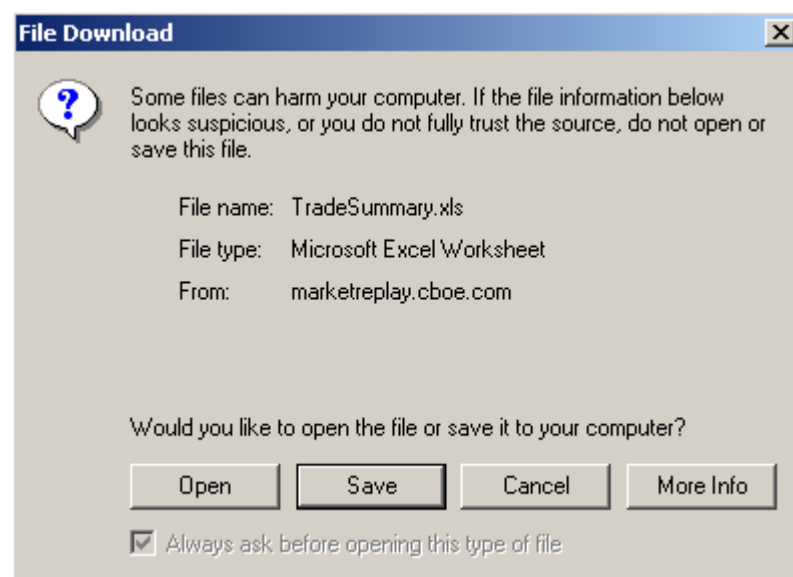 File Download
Some files can harm your computer. If the file information below
looks suspicious, or you do not fully trust the source, do not open or
save this file.
File name: TradeSummary.xls
File type: Microsoft Excel Worksheet
From: marketreplay.cboe.com
Would you like to open the file or save it to your computer?
Open Save Cancel More Info
Always ask before opening this type of file